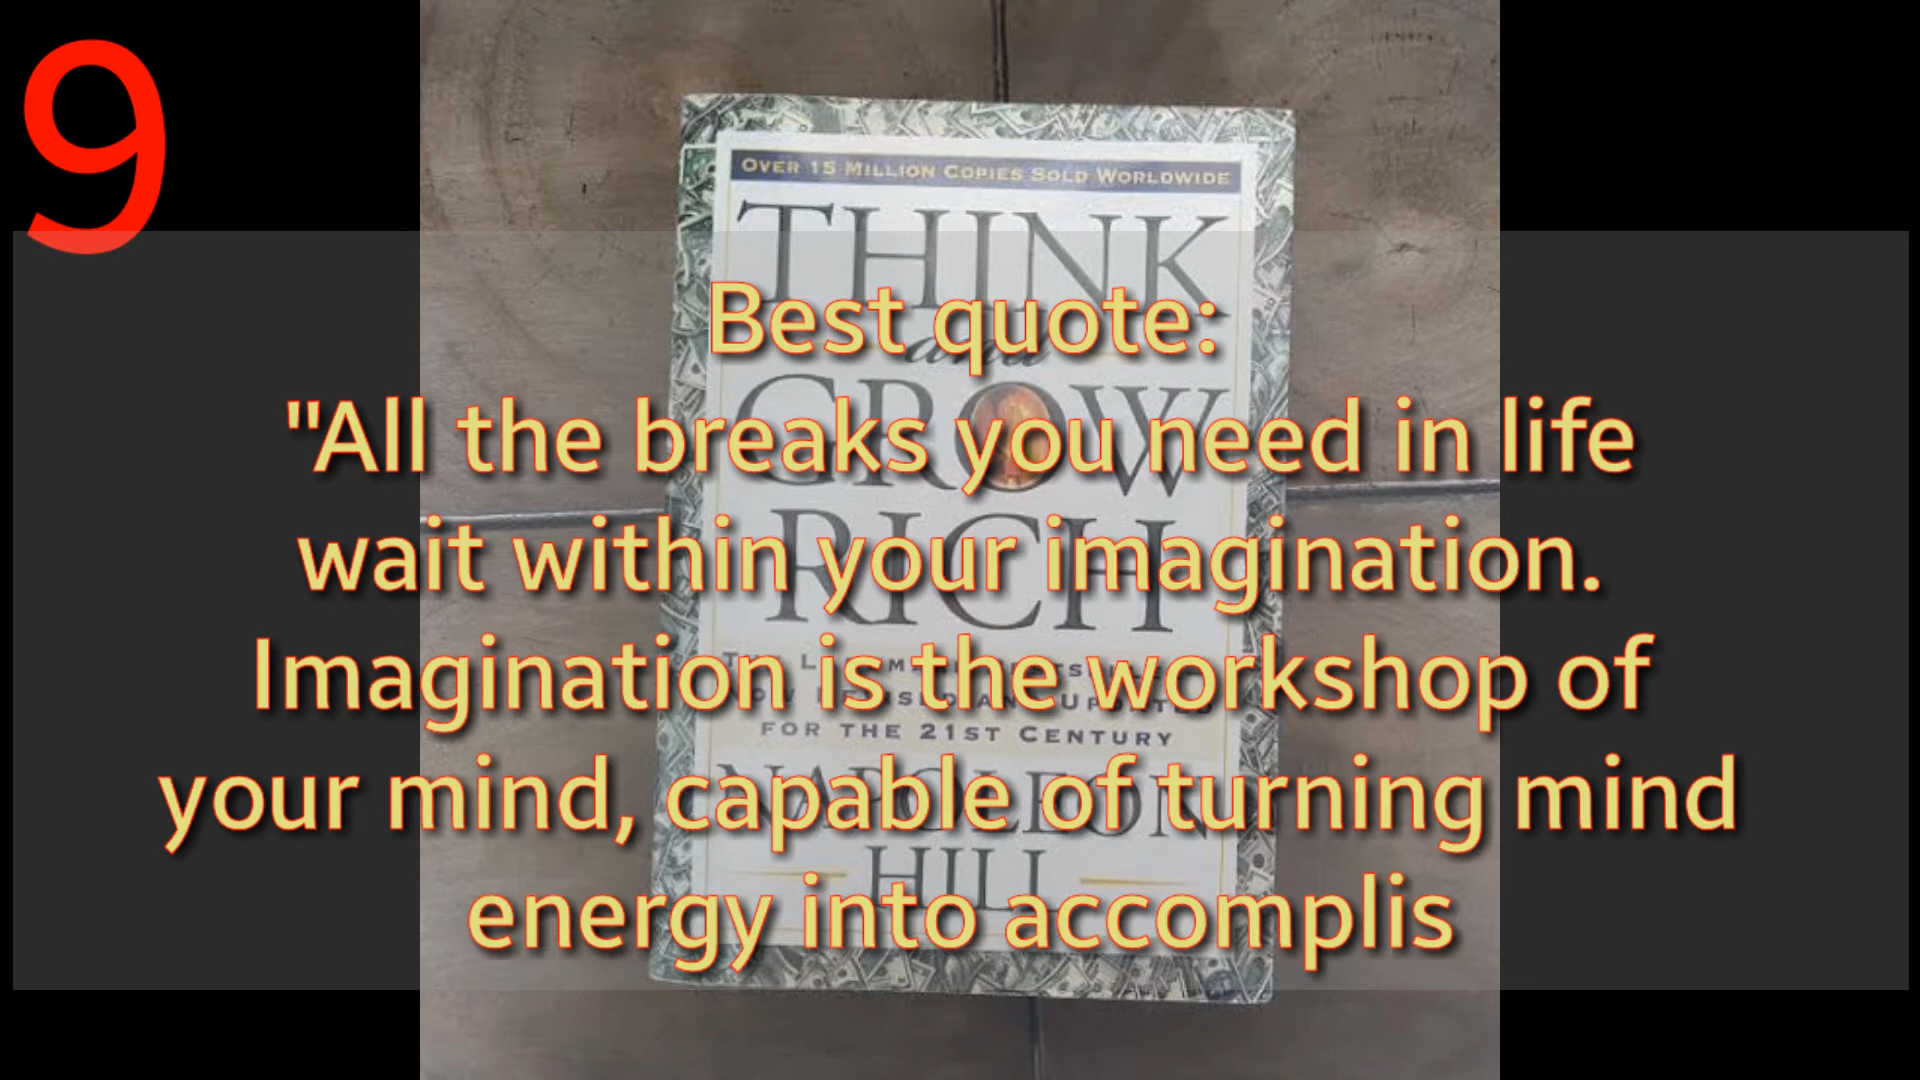 9
OVER 15 MILLION COPIES SOLD WORLDWIDE
THINK
and
GROW
RICH
FOR THE 21ST CENTURY
NAPOLEON
HILL
Best quote:
"All the breaks you need in life
wait within your imagination.
Imagination is the workshop of
your mind, capable of turning mind
energy into accomplis